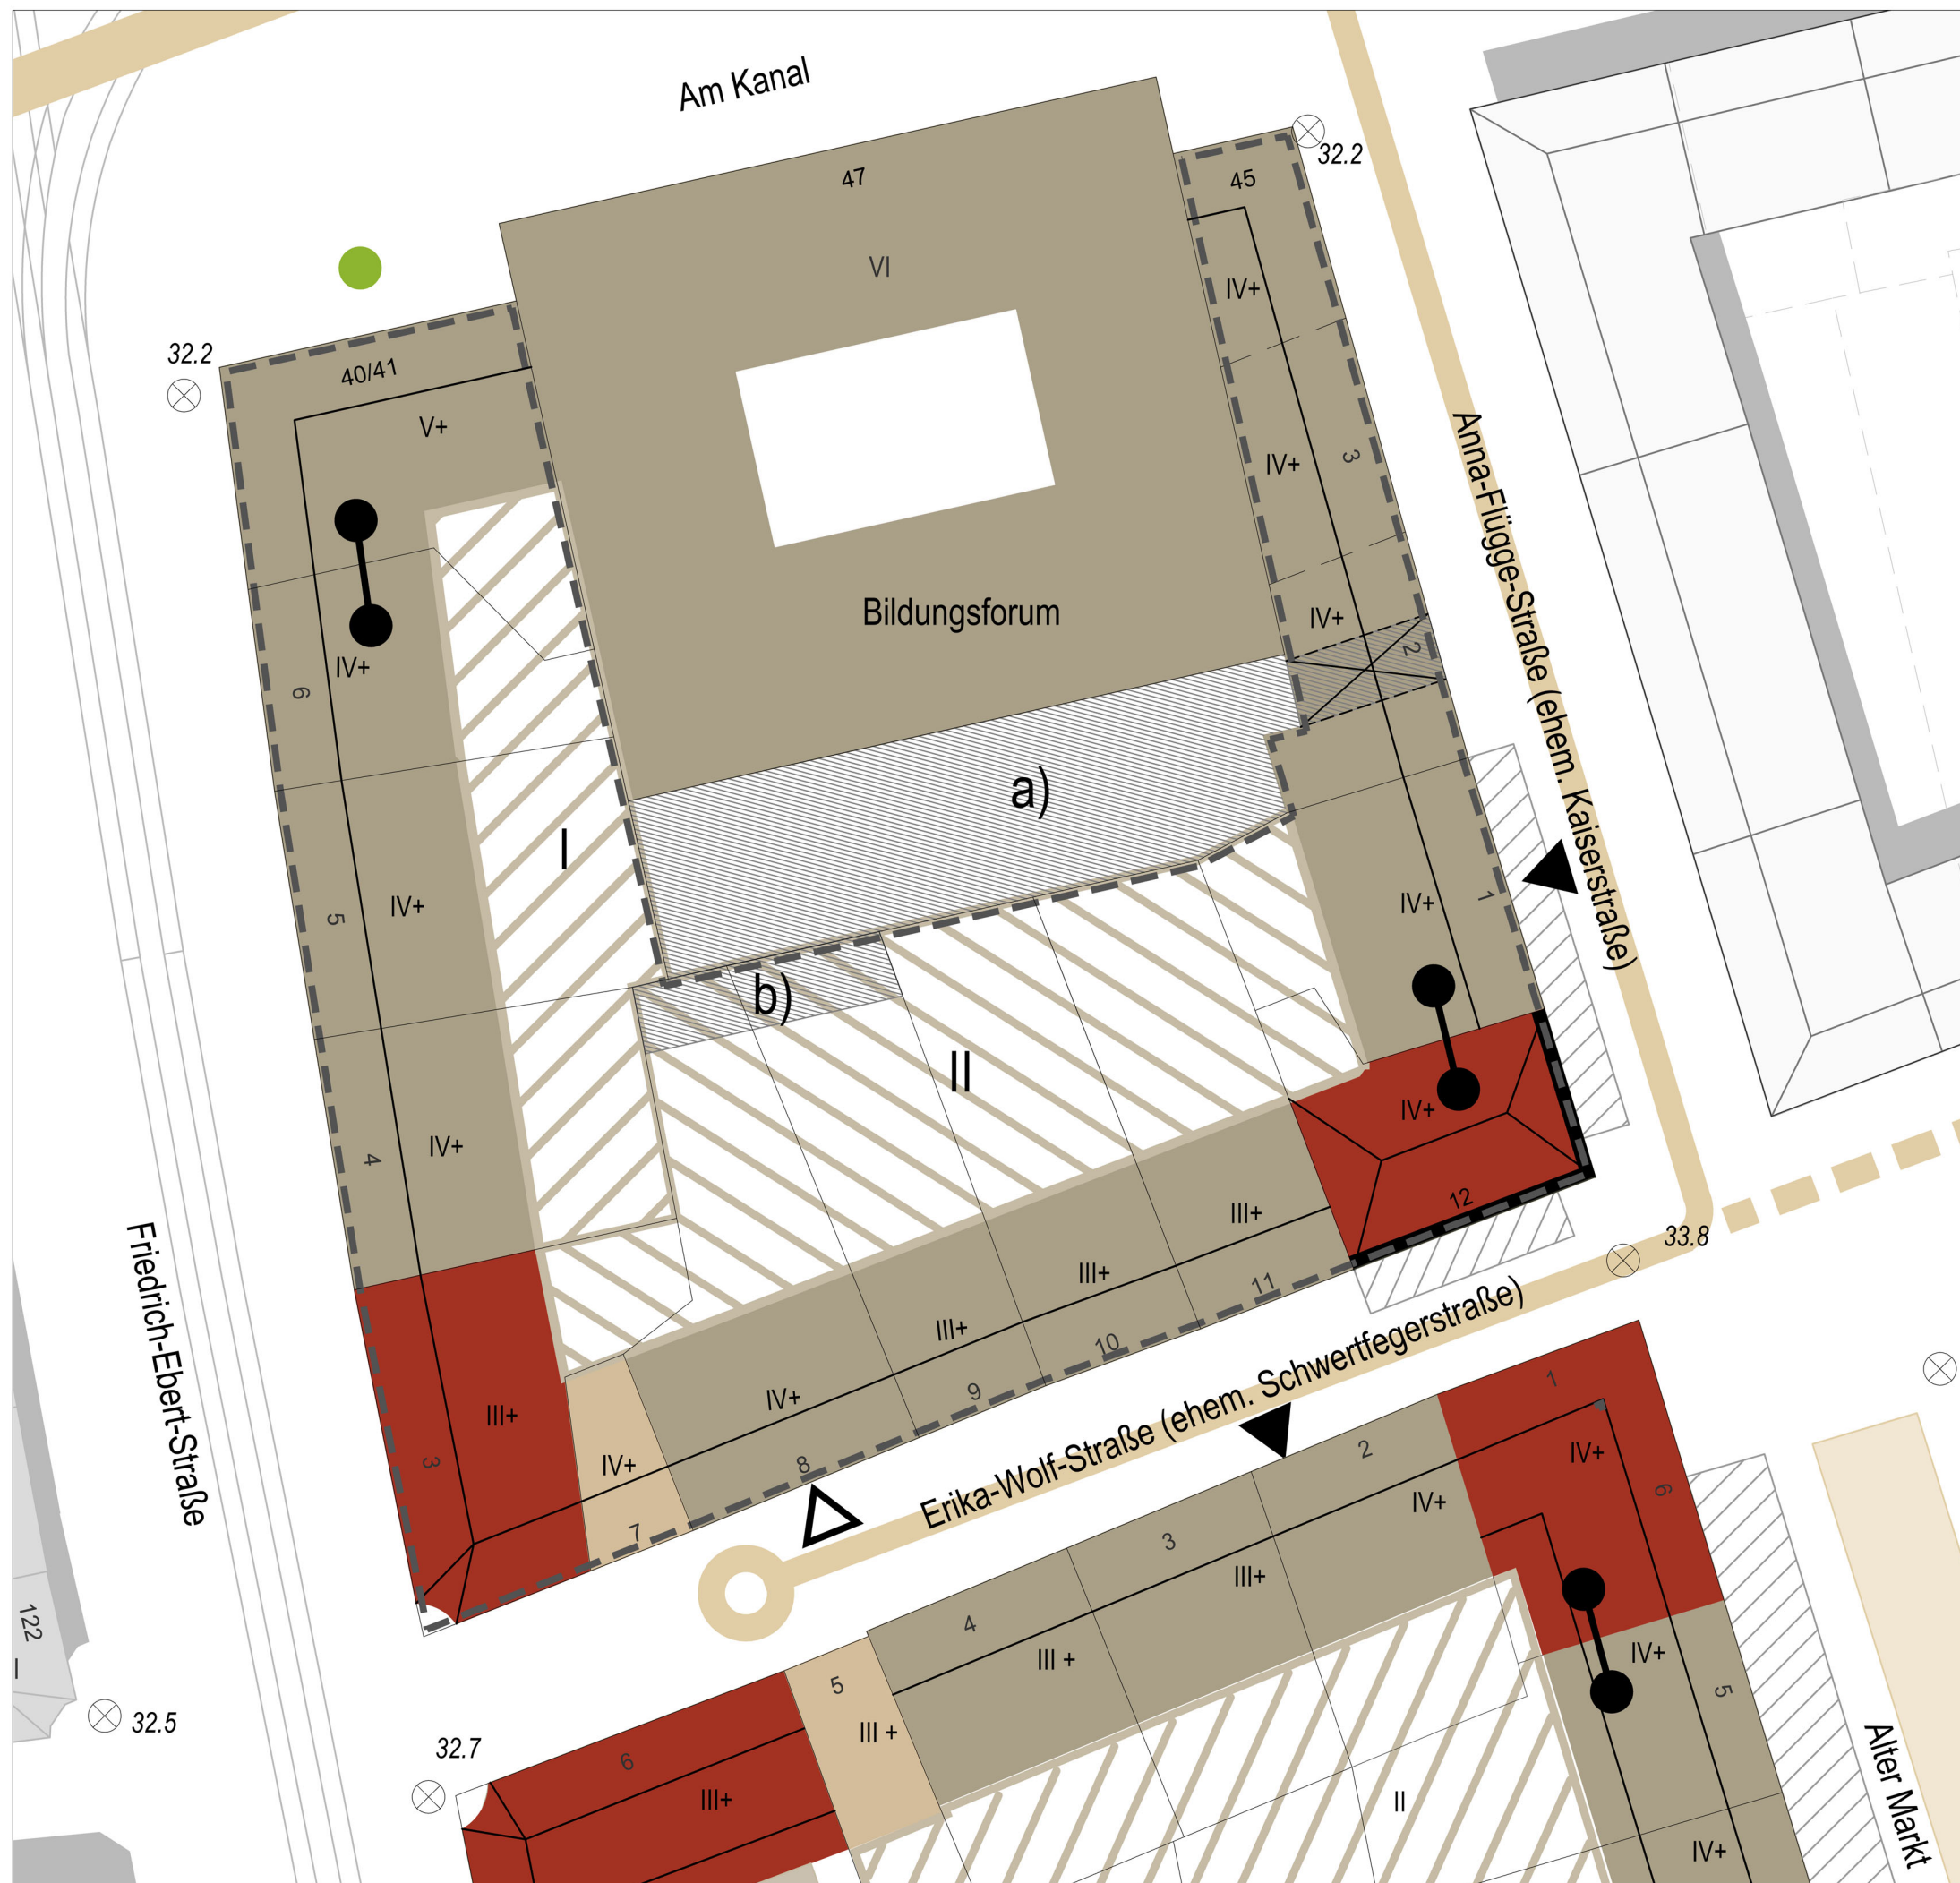 Am Kanal
47
45
32.2
VI
IV+
32.2
40/41
V+
IV+
3
Anna-Flügge-Straße (ehem. Kaiserstraße)
Bildungsforum
IV+
2
IV+
6
a)
I
5
IV+
IV+
1
b)
II
IV+
4
IV+
12
III+
33.8
III+
11
III+
10
IV+
9
8
III+
3
IV+
7
Friedrich-Ebert-Straße
Erika-Wolf-Straße (ehem. Schwertfegerstraße)
1
2
IV+
6
IV+
3
III+
4
III +
IV+
5
5
III +
122
I
32.5
32.7
6
III+
II
IV+
Alter Markt